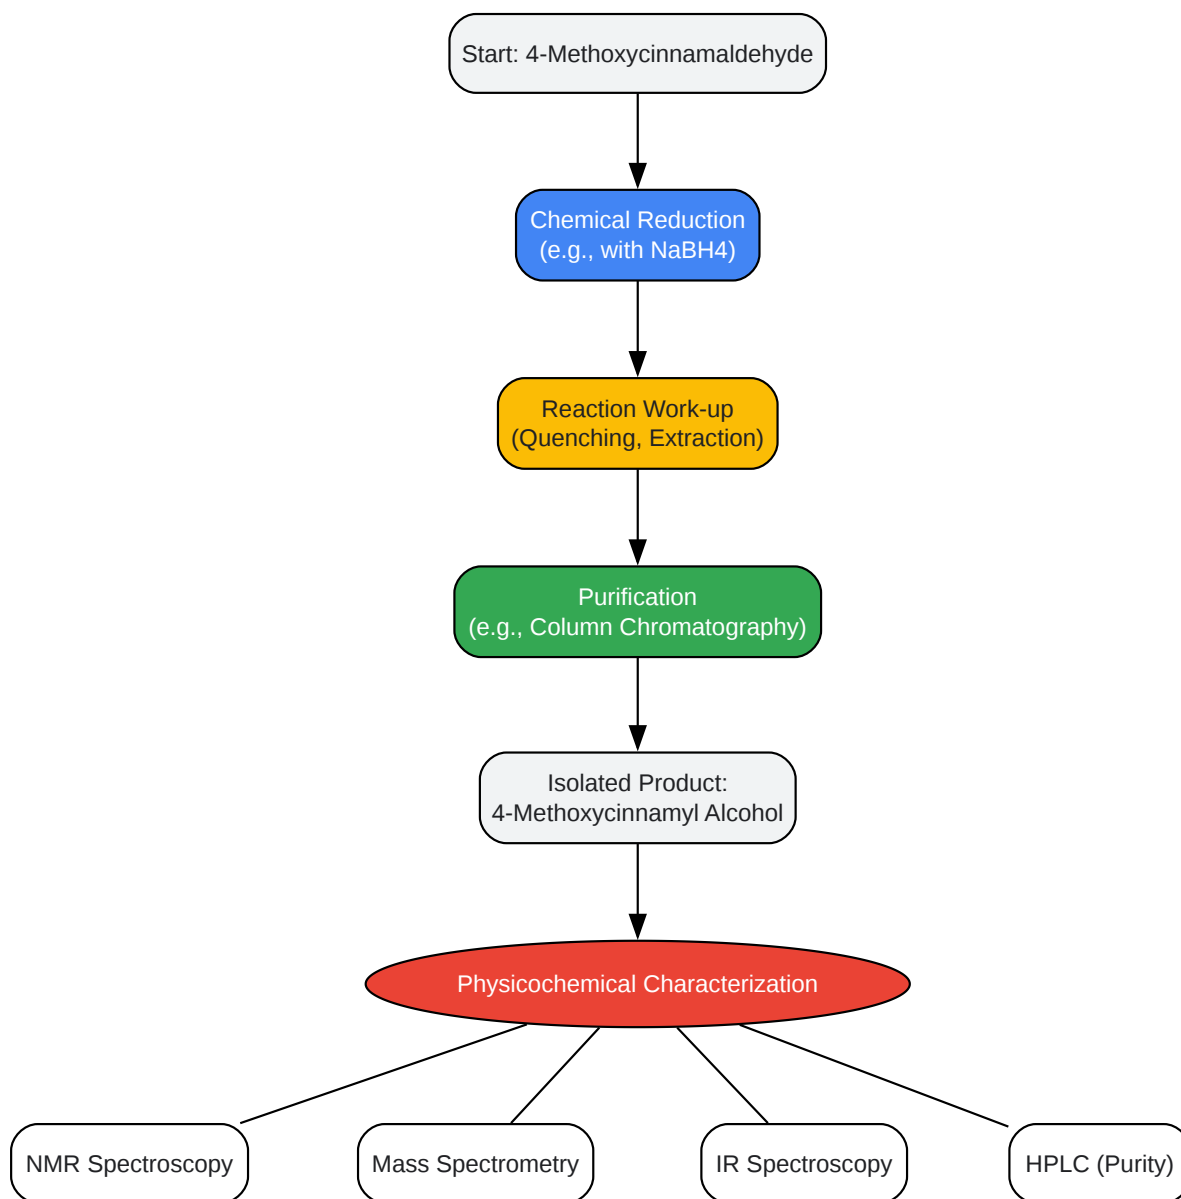 Start: 4-Methoxycinnamaldehyde
Chemical Reduction
(e.g., with NaBH4)
Reaction Work-up
(Quenching, Extraction)
Purification
(e.g., Column Chromatography)
Isolated Product:
4-Methoxycinnamyl Alcohol
Physicochemical Characterization
NMR Spectroscopy
Mass Spectrometry
IR Spectroscopy
HPLC (Purity)